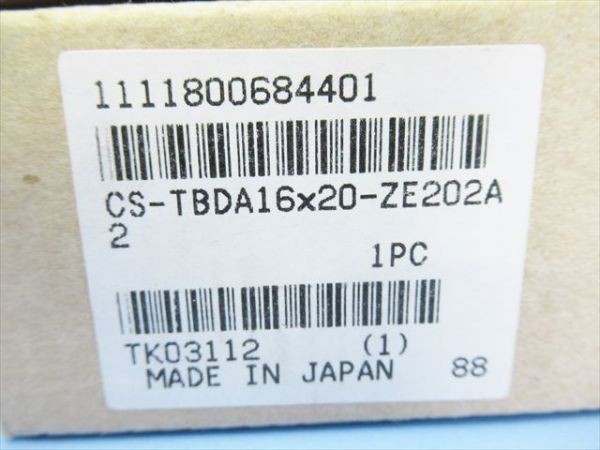 1111800684401
CS-TBDA16x20-ZE202A
2
1PC
TK03112 (1)
MADE IN JAPAN 88